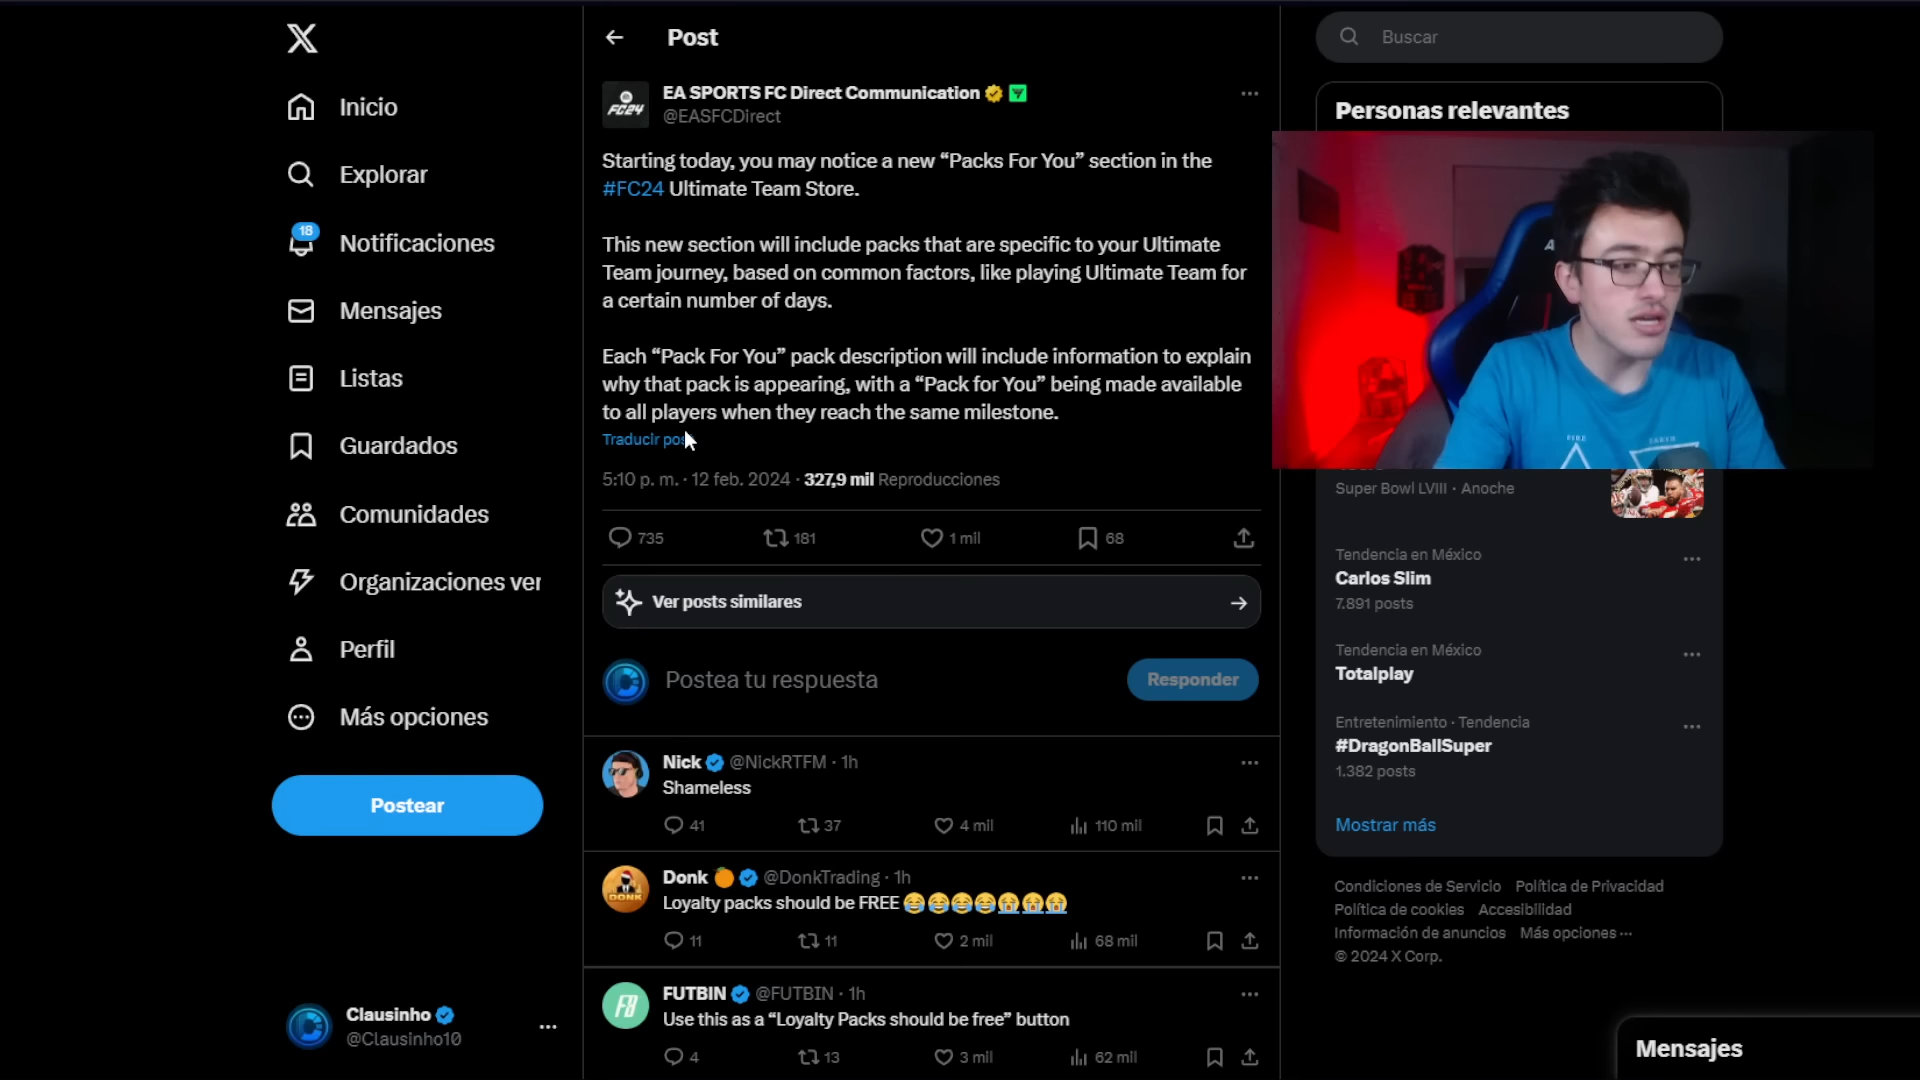 Post
Buscar
Inicio
Explorar
18
Notificaciones
Mensajes
Listas
Guardados
Comunidades
Organizaciones ver
Perfil
Más opciones
Postear
Clausinho
@Clausinho10
FC24
EA SPORTS FC Direct Communication
@EASFCDirect
Starting today, you may notice a new “Packs For You” section in the
#FC24 Ultimate Team Store.
This new section will include packs that are specific to your Ultimate
Team journey, based on common factors, like playing Ultimate Team for
a certain number of days.
Each “Pack For You” pack description will include information to explain
why that pack is appearing, with a “Pack for You” being made available
to all players when they reach the same milestone.
Traducir pos
5:10 p. m. · 12 feb. 2024 · 327,9 mil Reproducciones
735 181 1 mil 68
Ver posts similares
Postea tu respuesta
Responder
Nick @NickRTFM · 1h
Shameless
41 37 4 mil 110 mil
DONK
Donk @DonkTrading · 1h
Loyalty packs should be FREE 😂😂😂😂😭😭😭
11 11 2 mil 68 mil
FB
FUTBIN @FUTBIN · 1h
Use this as a “Loyalty Packs should be free” button
4 13 3 mil 62 mil
Personas relevantes
A
FIRE
EARTH
Super Bowl LVIII · Anoche
Tendencia en México
Carlos Slim
7.891 posts
Tendencia en México
Totalplay
Entretenimiento · Tendencia
#DragonBallSuper
1.382 posts
Mostrar más
Condiciones de Servicio Política de Privacidad
Política de cookies Accesibilidad
Información de anuncios Más opciones ···
© 2024 X Corp.
Mensajes